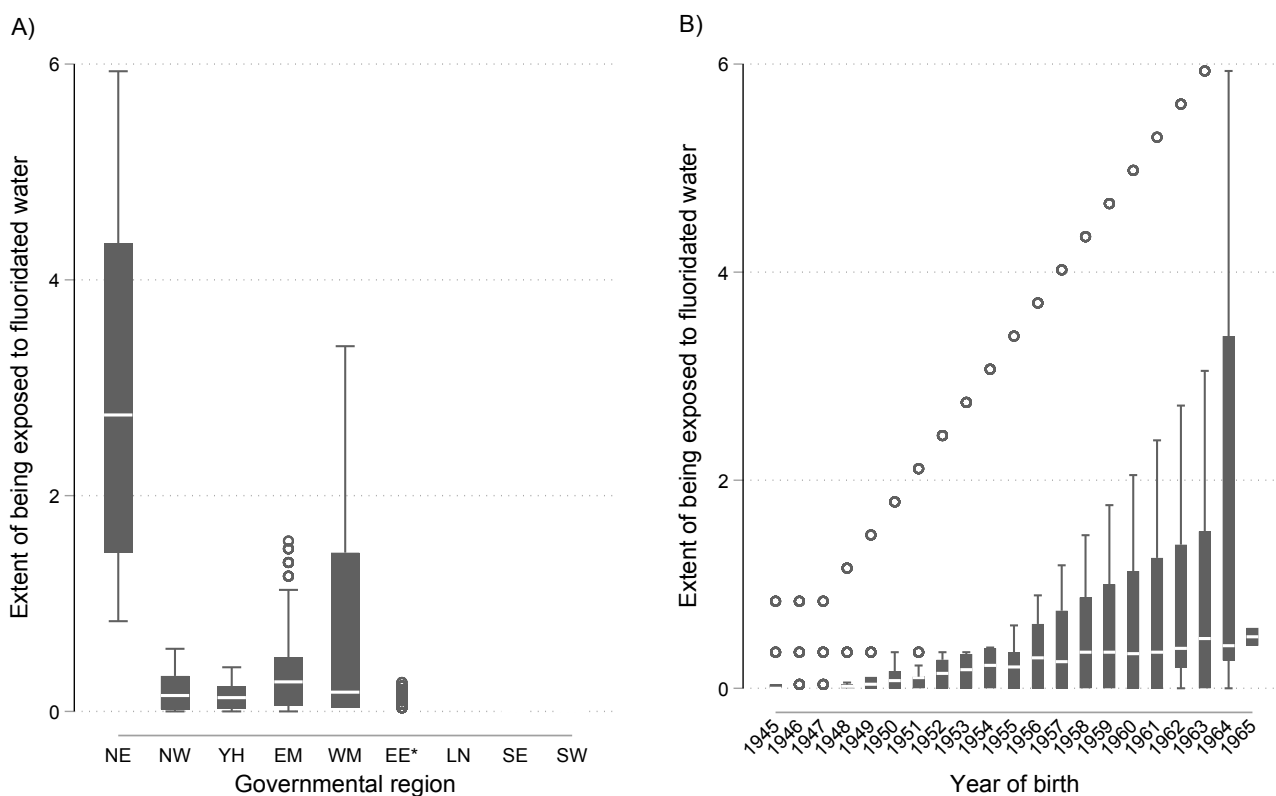 A)
Extent of being exposed to fluoridated water
6
4
2
0
NE NW YH EM WM EE* LN SE SW
Governmental region
B)
Extent of being exposed to fluoridated water
6
4
2
0
1945 1946 1947 1948 1949 1950 1951 1952 1953 1954 1955 1956 1957 1958 1959 1960 1961 1962 1963 1964 1965
Year of birth